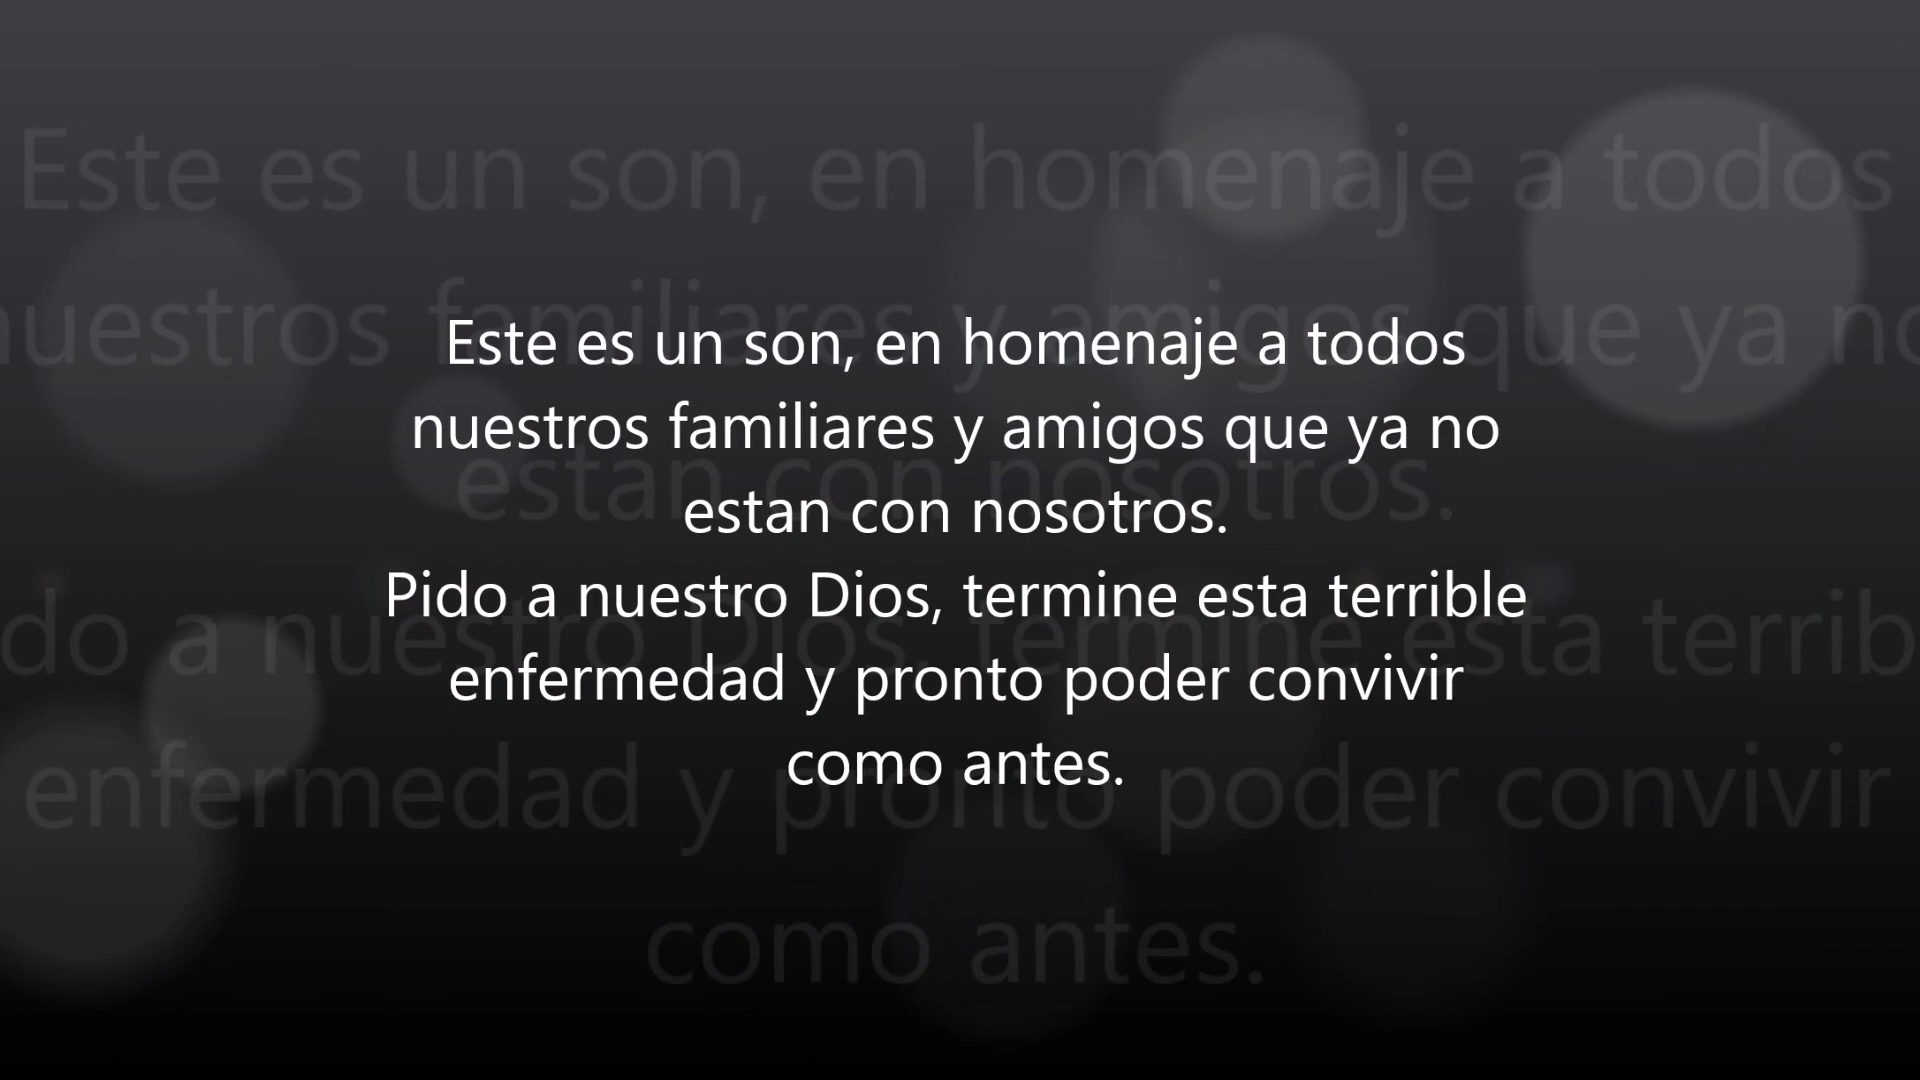 Este es un son, en homenaje a todos
nuestros familiares y amigos que ya no
estan con nosotros.
Pido a nuestro Dios, termine esta terrible
enfermedad y pronto poder convivir
como antes.